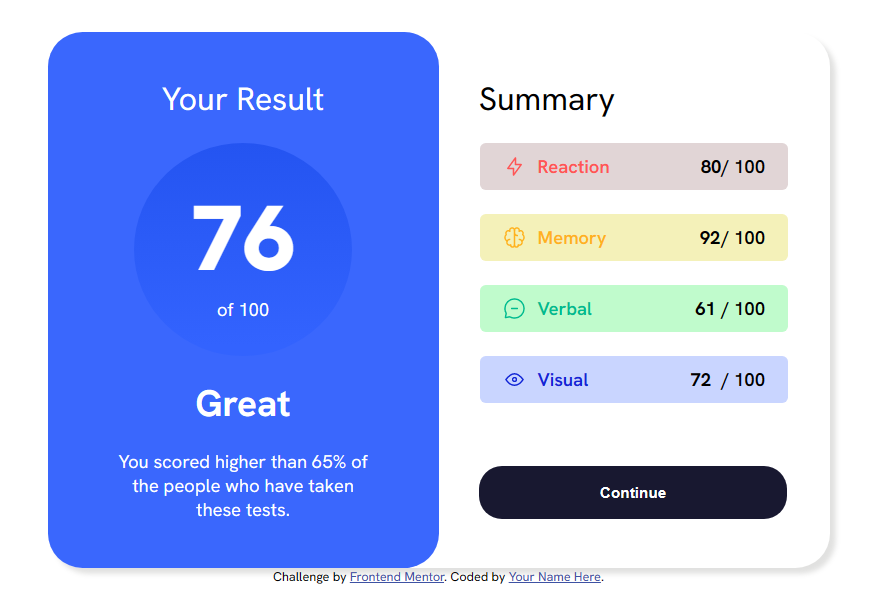 Your Result
76
of 100
Great
You scored higher than 65% of
the people who have taken
these tests.
Summary
Reaction 80/ 100
Memory 92/ 100
Verbal 61 / 100
Visual 72 / 100
Continue
Challenge by Frontend Mentor. Coded by Your Name Here.